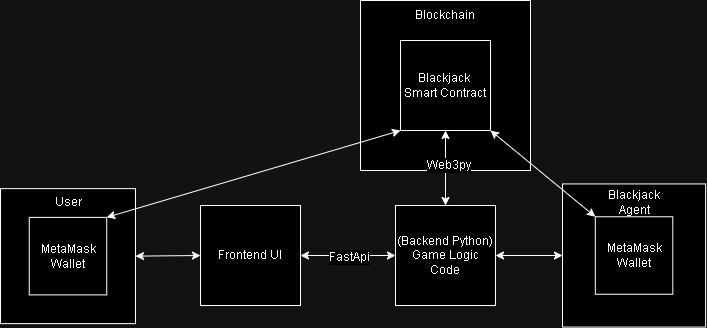 Blockchain
Blackjack
Smart Contract
Web3py
User
MetaMask
Wallet
Frontend UI
FastApi
(Backend Python)
Game Logic
Code
Blackjack
Agent
MetaMask
Wallet